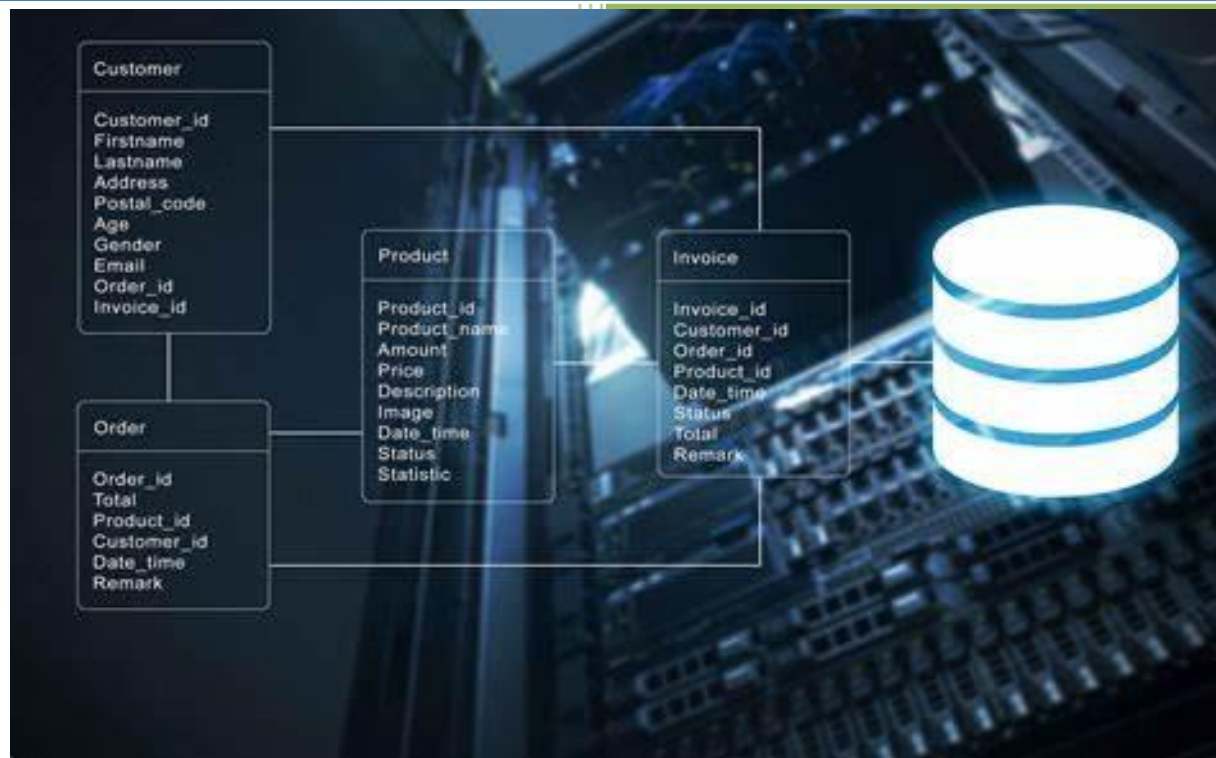 Customer
Customer_id
Firstname
Lastname
Address
Postal_code
Age
Gender
Email
Order_id
Invoice_id
Order
Order_id
Total
Product_id
Customer_id
Date_time
Remark
Product
Product_id
Product_name
Amount
Price
Description
Image
Date_time
Status
Statistic
Invoice
Invoice_id
Customer_id
Order_id
Product_id
Date_time
Status
Total
Remark